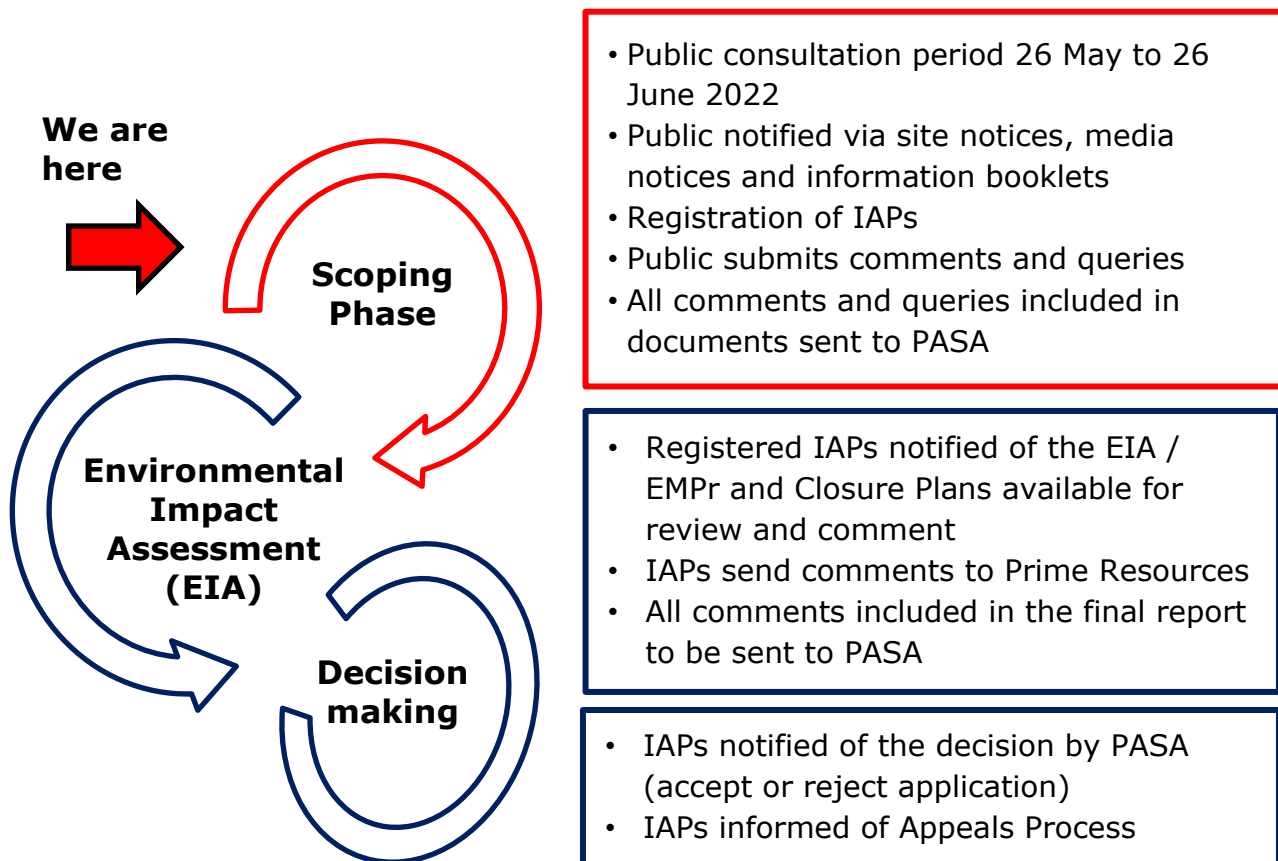 We are
here
Scoping
Phase
• Public consultation period 26 May to 26
June 2022
• Public notified via site notices, media
notices and information booklets
• Registration of IAPs
• Public submits comments and queries
• All comments and queries included in
documents sent to PASA
Environmental
Impact
Assessment
(EIA)
• Registered IAPs notified of the EIA /
EMPr and Closure Plans available for
review and comment
• IAPs send comments to Prime Resources
• All comments included in the final report
to be sent to PASA
Decision
making
• IAPs notified of the decision by PASA
(accept or reject application)
• IAPs informed of Appeals Process